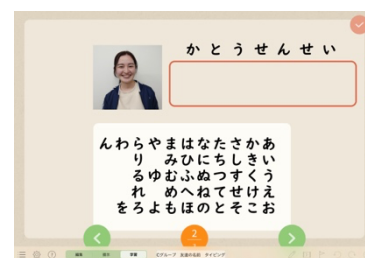 かとうせんせい
んわらやまはなたさかあ
り みひにちしきい
るゆむふぬつすくう
れ めへねてせけえ
をろよもほのとそこお
2